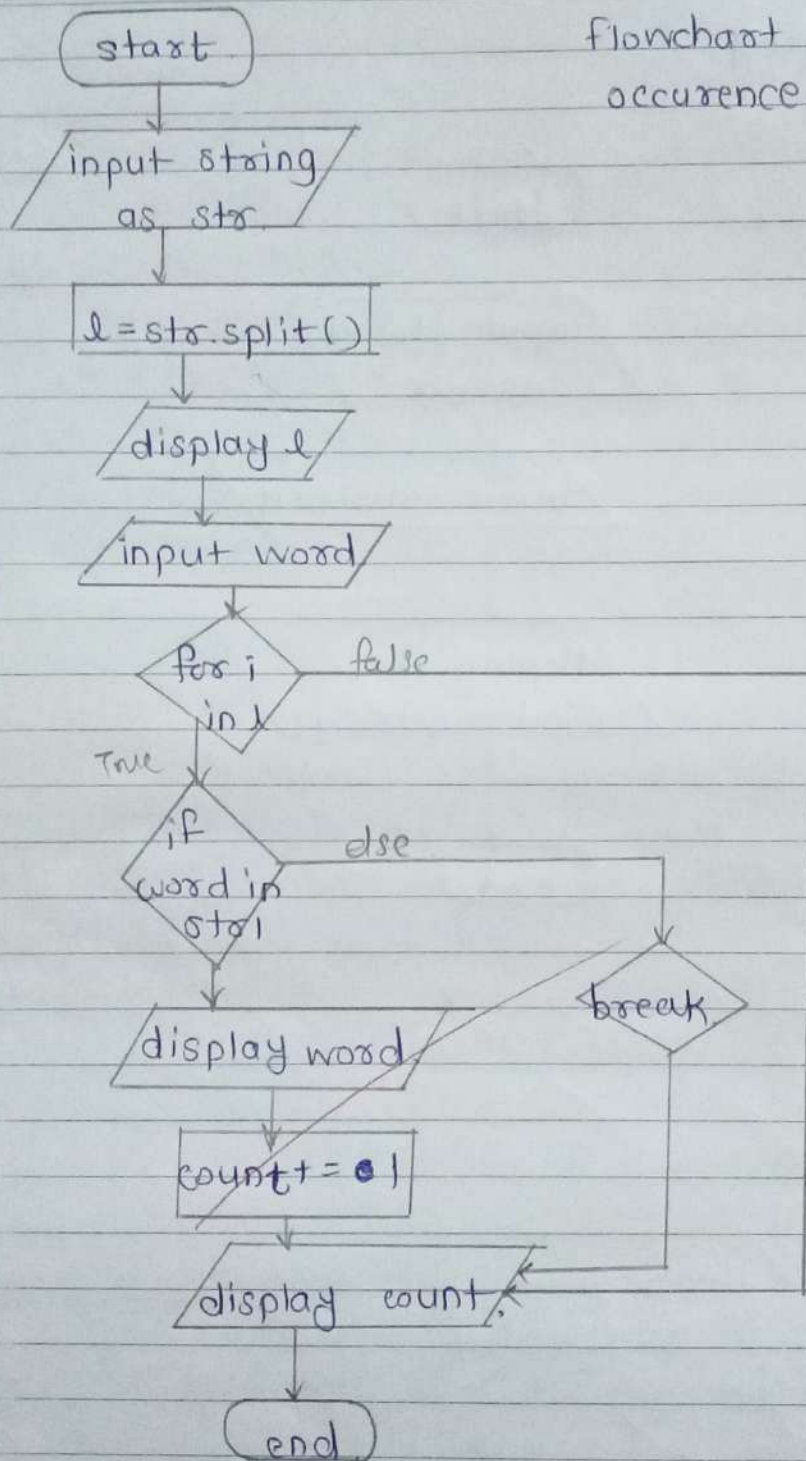 start
flowchart
occurence
input string
as str
l = str.split()
display l
input word
for i
in l
false
True
if
word in
str1
else
display word
break
count + = 1
display count.
end